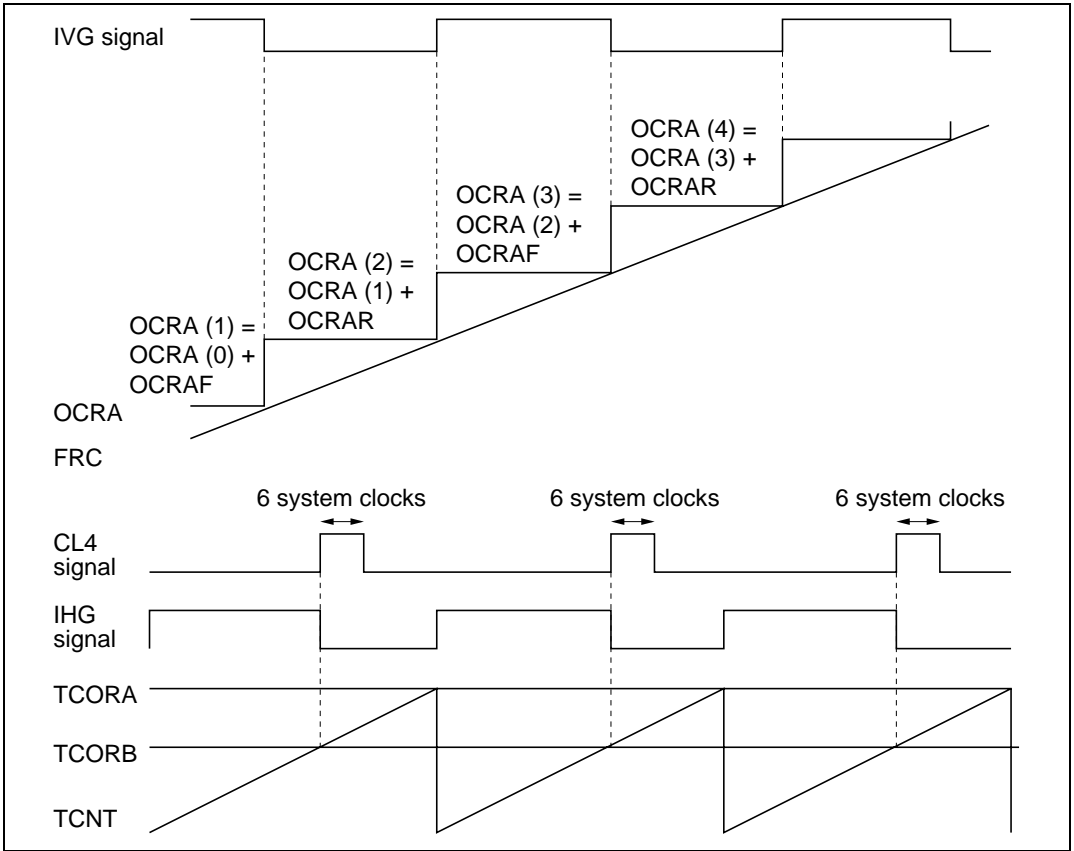 IVG signal
OCRA (4) =
OCRA (3) +
OCRAR
OCRA (3) =
OCRA (2) +
OCRAF
OCRA (2) =
OCRA (1) +
OCRAR
OCRA (1) =
OCRA (0) +
OCRAF
OCRA
FRC
6 system clocks 6 system clocks 6 system clocks
CL4
signal
IHG
signal
TCORA
TCORB
TCNT